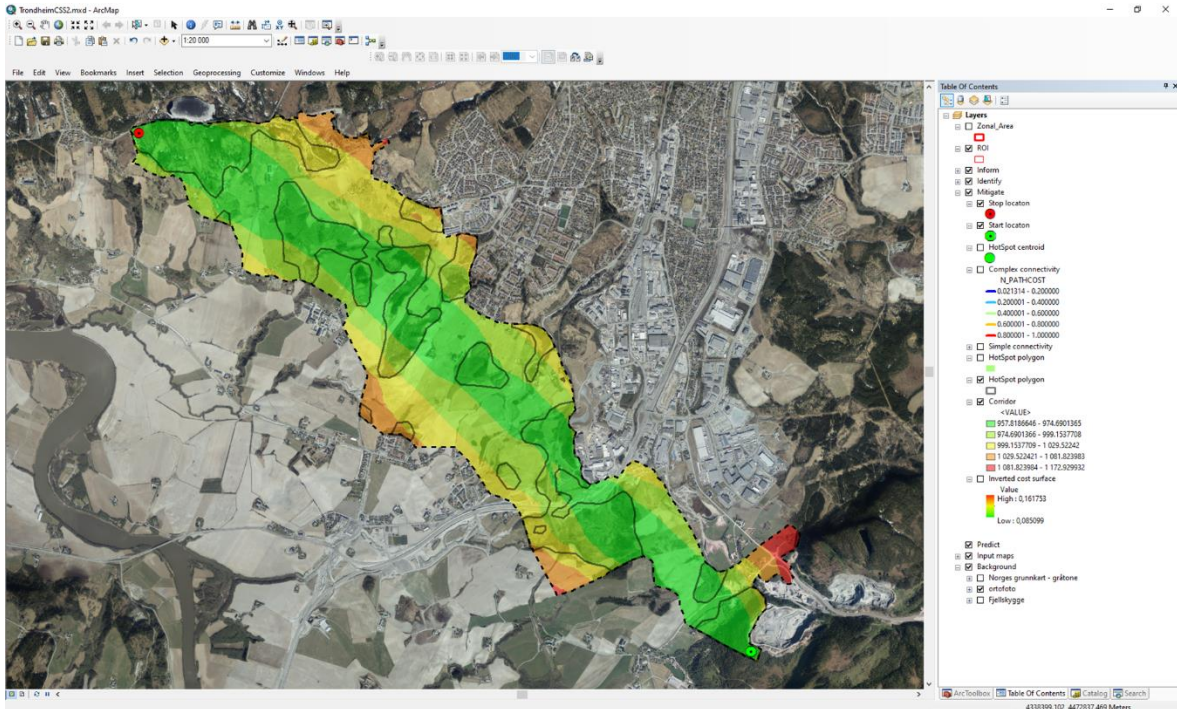 TrondheimCSS2.mxd - ArcMap
1:20 000
File Edit View Bookmarks Insert Selection Geoprocessing Customize Windows Help
Table Of Contents
Layers
Zonal_Area
ROI
Inform
Identify
Mitigate
Stop locaton
Start locaton
HotSpot centroid
Complex connectivity
N_PATHCOST
0.021314 - 0.200000
0.200001 - 0.400000
0.400001 - 0.600000
0.600001 - 0.800000
0.800001 - 1.000000
Simple connectivity
HotSpot polygon
HotSpot polygon
Corridor
<VALUE>
957.8186646 - 974.6901365
974.6901366 - 999.1537708
999.1537709 - 1 029.52242
1 029.522421 - 1 081.823983
1 081.823984 - 1 172.929932
Inverted cost surface
Value
High : 0,161753
Low : 0,085099
Predict
Input maps
Background
Norges grunnkert - gråtone
ortofoto
Fjellskygge
ArcToolbox Table Of Contents Catalog Search
4338399,102 4472837,469 Meters